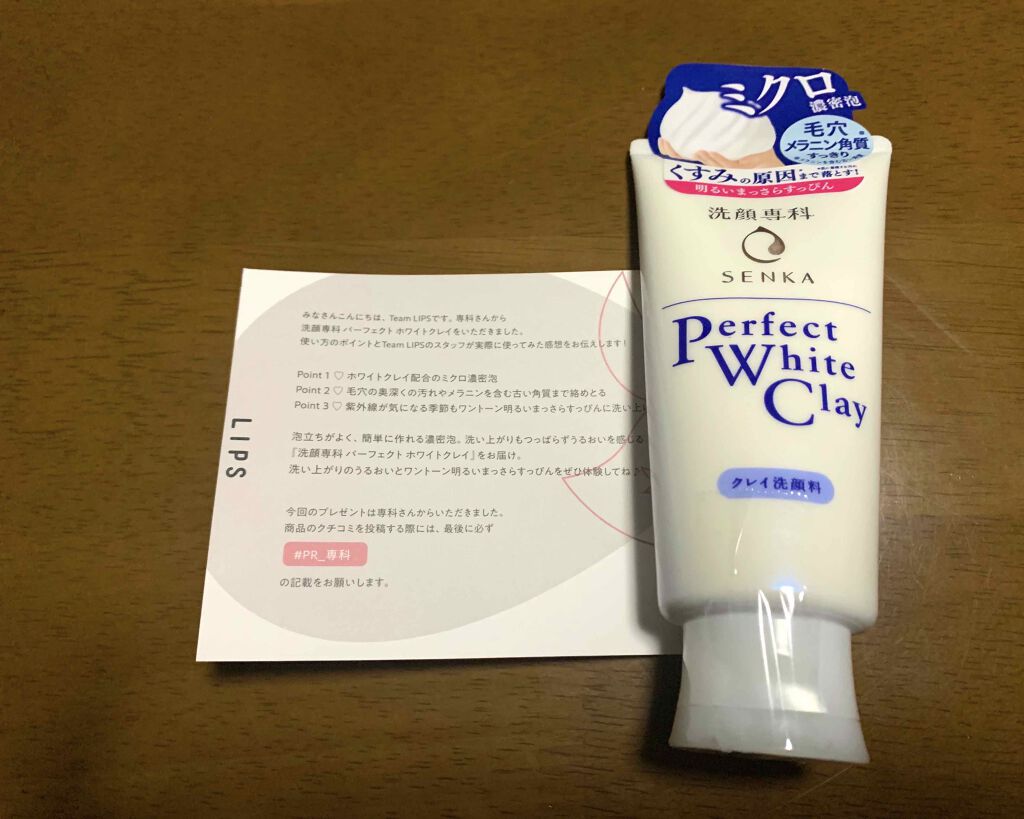 みなさんこんにちは、Team LIPSです。専科さんから
洗顔専科 パーフェクト ホワイトクレイをいただきました。
使い方のポイントとTeam LIPSのスタッフが実際に使ってみた感想をお伝えします!
Point 1 ♡ ホワイトクレイ配合のミクロ濃密泡
Point 2 ♡ 毛穴の奥深くの汚れやメラニンを含む古い角質まで絡めとる
Point 3 ♡ 紫外線が気になる季節もワントーン明るいまっさらすっぴんに洗い上
泡立ちがよく、簡単に作れる濃密泡。洗い上がりもつっぱらずうるおいを感じる
『洗顔専科 パーフェクト ホワイトクレイ』をお届け。
洗い上がりのうるおいとワントーン明るいまっさらすっぴんをぜひ体験してね♪
今回のプレゼントは専科さんからいただきました。
商品のクチコミを投稿する際には、最後に必ず
#PR_専科
の記載をお願いします。
LIPS
ミクロ
濃密泡
毛穴
メラニン角質
すっきり
くすみの原因まで落とす!
明るいまっさらすっぴん
洗顔専科
SENKA
Perfect
White
Clay
クレイ洗顔料